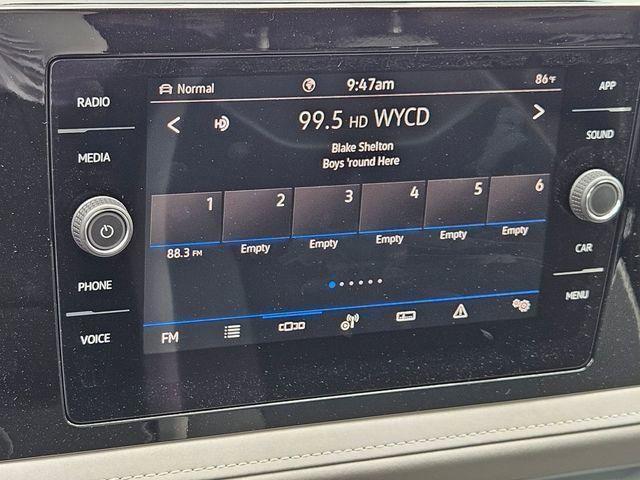 RADIO
MEDIA
PHONE
VOICE
Normal
9:47am
86°F
99.5 HD WYCD
Blake Shelton
Boys 'round Here
1 2 3 4 5 6
88.3 FM Empty Empty Empty Empty Empty
FM
APP
SOUND
CAR
MENU